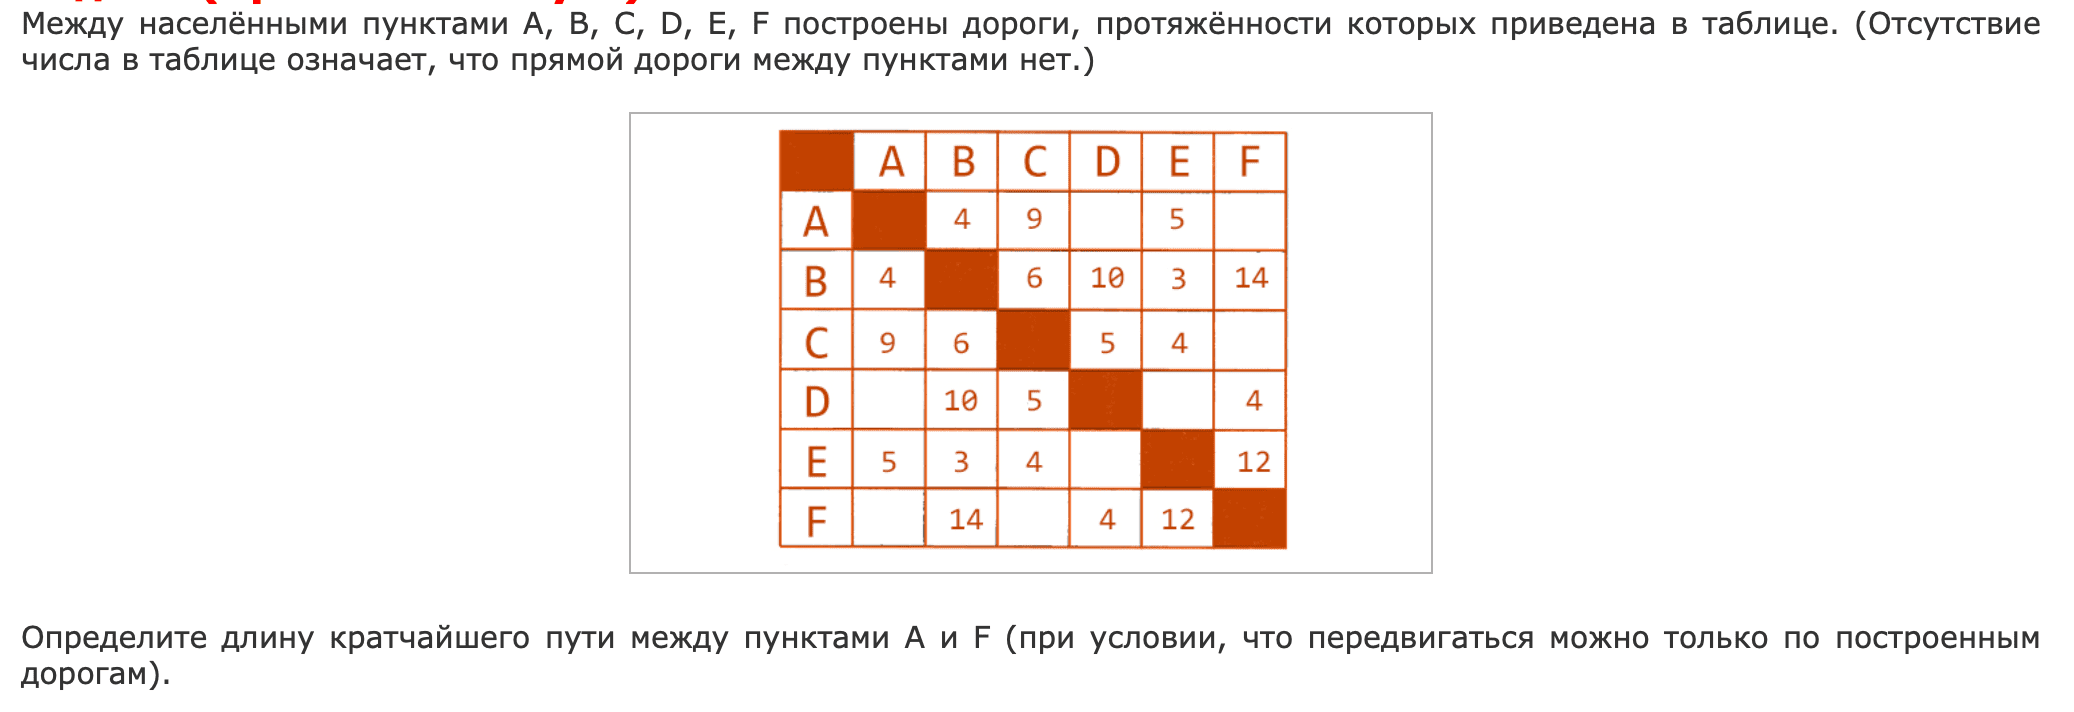 Между населёнными пунктами A, B, C, D, E, F построены дороги, протяжённости которых приведена в таблице. (Отсутствие
числа в таблице означает, что прямой дороги между пунктами нет.)
A B C D E F
A 4 9 5
B 4 6 10 3 14
C 9 6 5 4
D 10 5 4
E 5 3 4 12
F 14 4 12
Определите длину кратчайшего пути между пунктами A и F (при условии, что передвигаться можно только по построенным
дорогам).